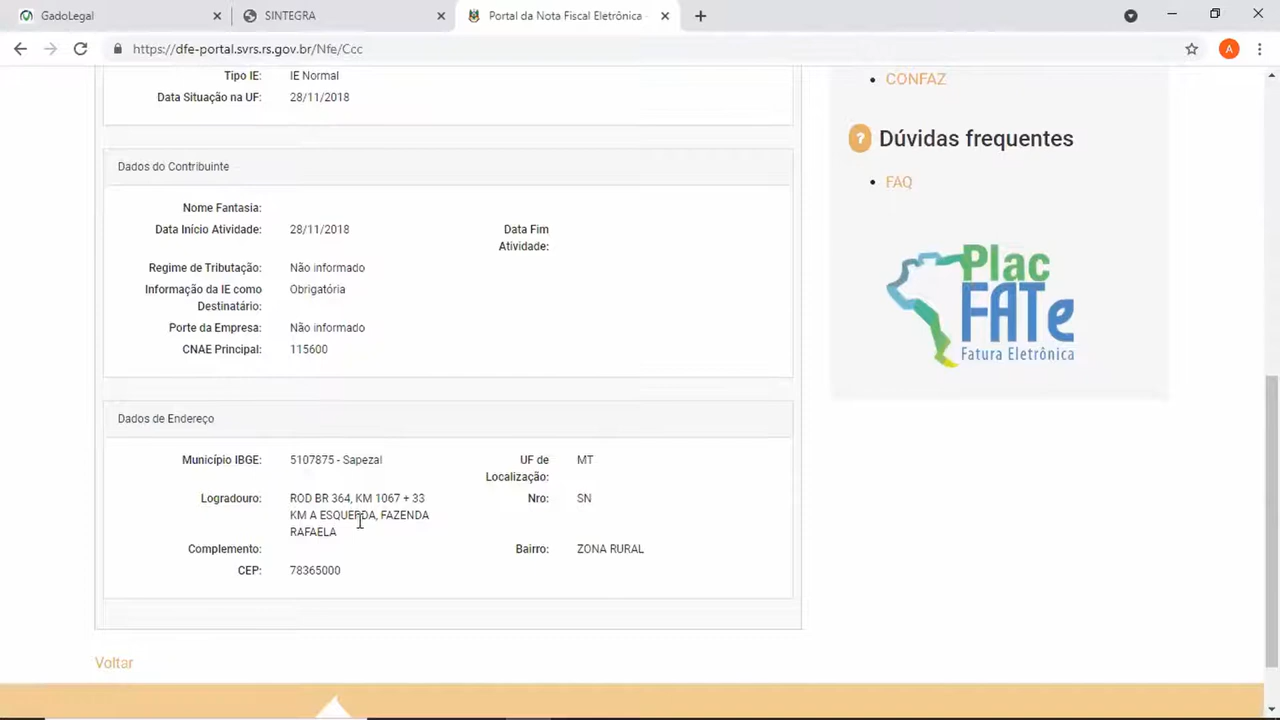 GadoLegal
SINTEGRA
Portal da Nota Fiscal Eletrônica
https://dfe-portal.svrs.rs.gov.br/Nfe/Ccc
A
Tipo IE: IE Normal
Data Situação na UF: 28/11/2018
Dados do Contribuinte
Nome Fantasia:
Data Início Atividade: 28/11/2018 Data Fim
Atividade:
Regime de Tributação: Não informado
Informação da IE como Obrigatória
Destinatário:
Porte da Empresa: Não informado
CNAE Principal: 115600
Dados de Endereço
Município IBGE: 5107875 - Sapezal UF de MT
Localização:
Logradouro: ROD BR 364, KM 1067 + 33 Nro: SN
KM A ESQUERDA, FAZENDA
RAFAELA
Complemento: Bairro: ZONA RURAL
CEP: 78365000
Voltar
CONFAZ
? Dúvidas frequentes
FAQ
Plac
FATe
Fatura Eletrônica